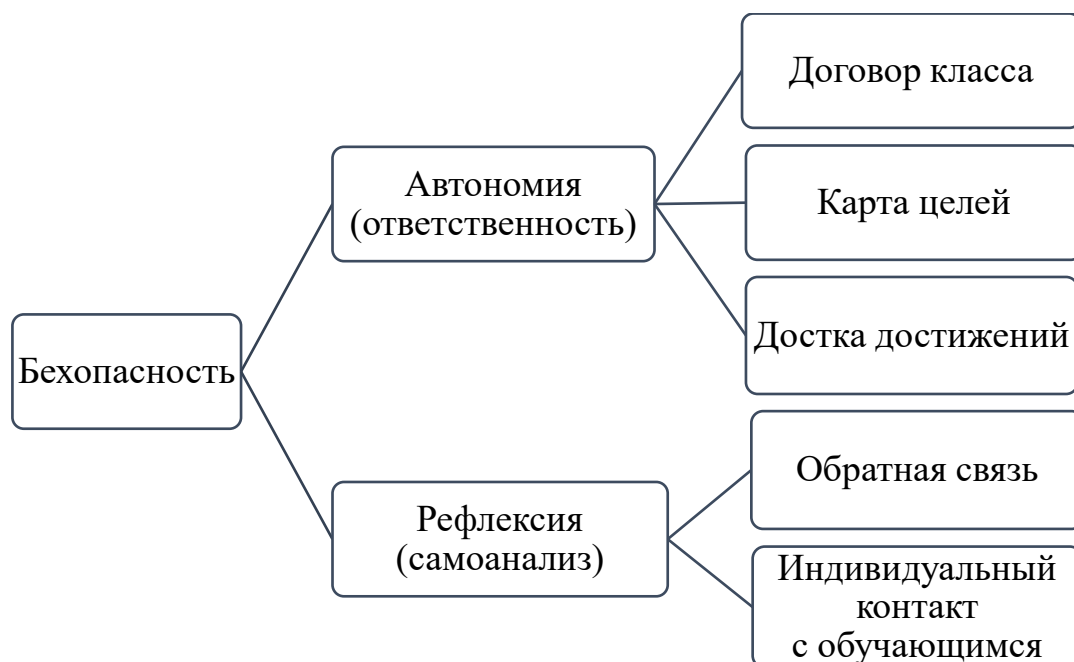 Бехопасность
Автономия
(ответственность)
Договор класса
Карта целей
Достка достижений
Рефлексия
(самоанализ)
Обратная связь
Индивидуальный
контакт
с обучающимся